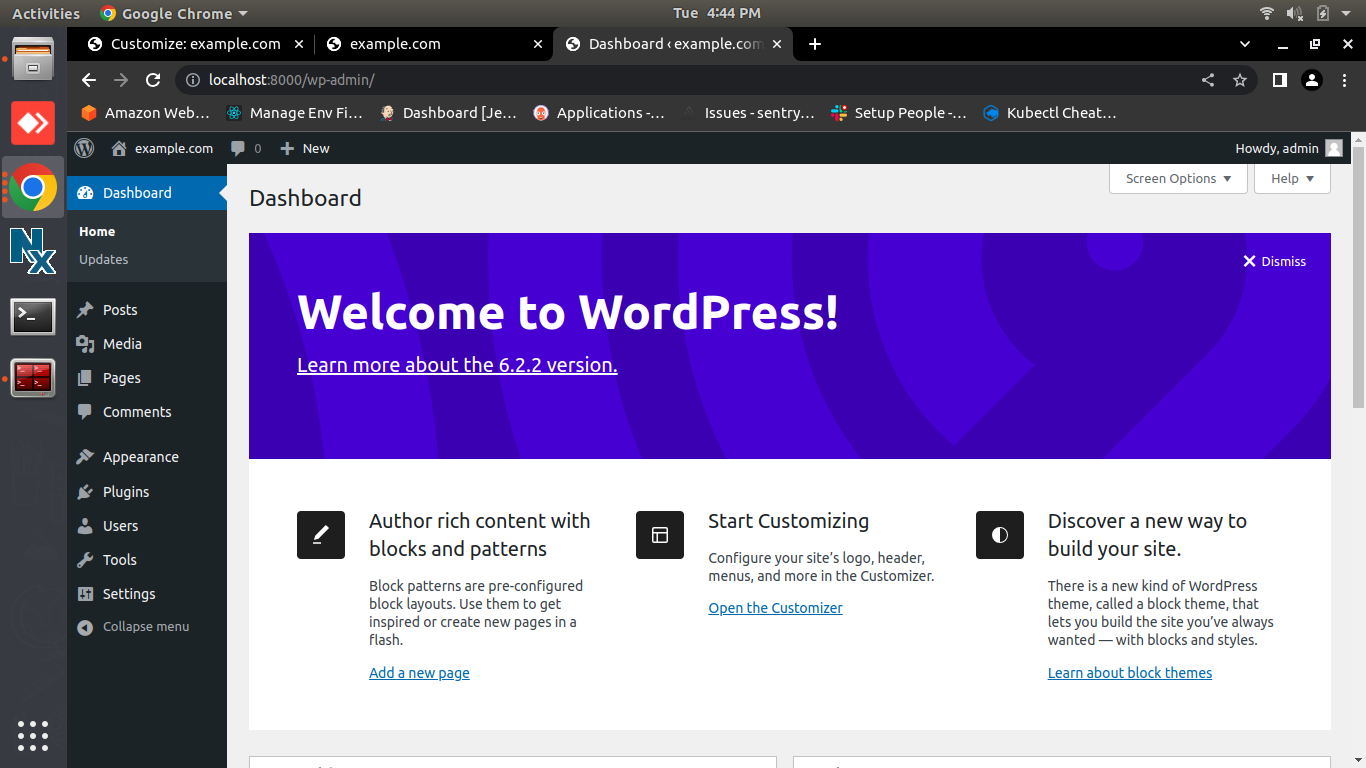 Activities
Google Chrome
Tue 4:44 PM
Customize: example.com
example.com
Dashboard ‹ example.com
localhost:8000/wp-admin/
Amazon Web…
Manage Env Fi…
Dashboard [Je…
Applications -…
Issues - sentry…
Setup People -…
Kubectl Cheat…
example.com
0
New
Howdy, admin
Dashboard
Home
Updates
Posts
Media
Pages
Comments
Appearance
Plugins
Users
Tools
Settings
Collapse menu
Screen Options
Help
Dashboard
Dismiss
Welcome to WordPress!
Learn more about the 6.2.2 version.
Author rich content with
blocks and patterns
Block patterns are pre-configured
block layouts. Use them to get
inspired or create new pages in a
flash.
Add a new page
Start Customizing
Configure your site’s logo, header,
menus, and more in the Customizer.
Open the Customizer
Discover a new way to
build your site.
There is a new kind of WordPress
theme, called a block theme, that
lets you build the site you’ve always
wanted — with blocks and styles.
Learn about block themes